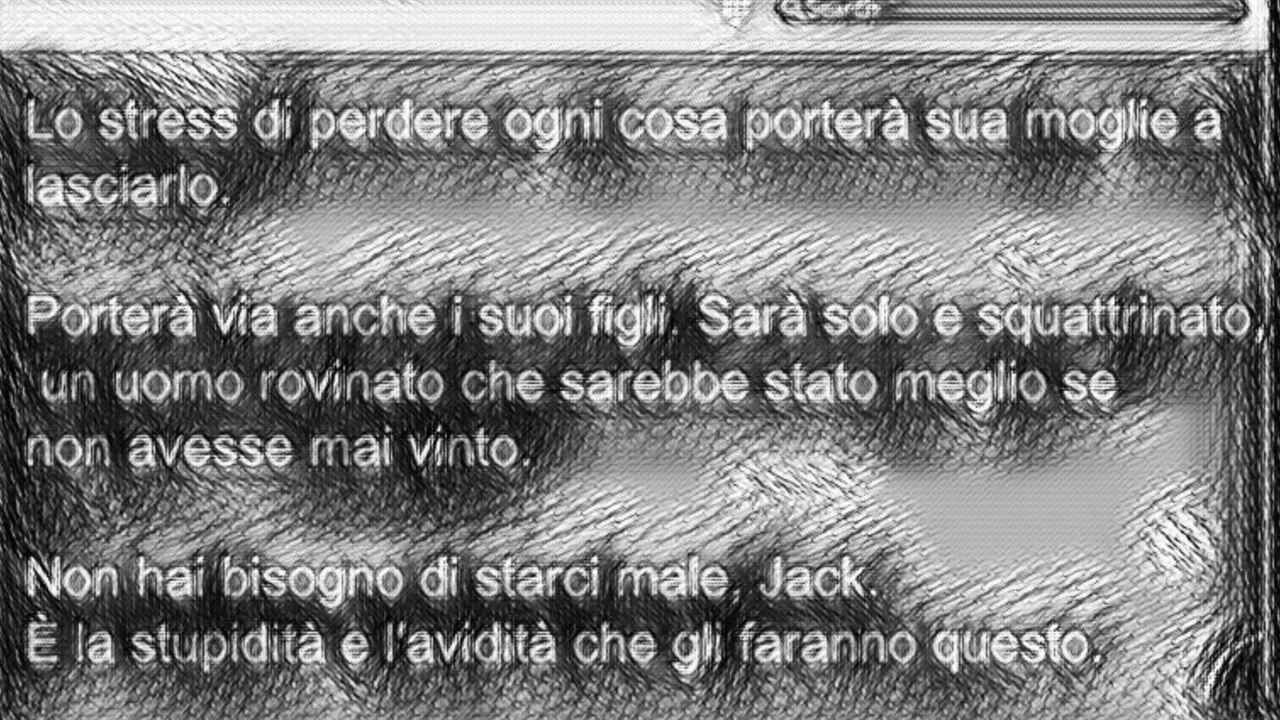 Search
Lo stress di perdere ogni cosa porterà sua moglie a
lasciarlo.
Porterà via anche i suoi figli. Sarà solo e squattrinato,
un uomo rovinato che sarebbe stato meglio se
non avesse mai vinto.
Non hai bisogno di starci male, Jack.
È la stupidità e l'avidità che gli faranno questo.